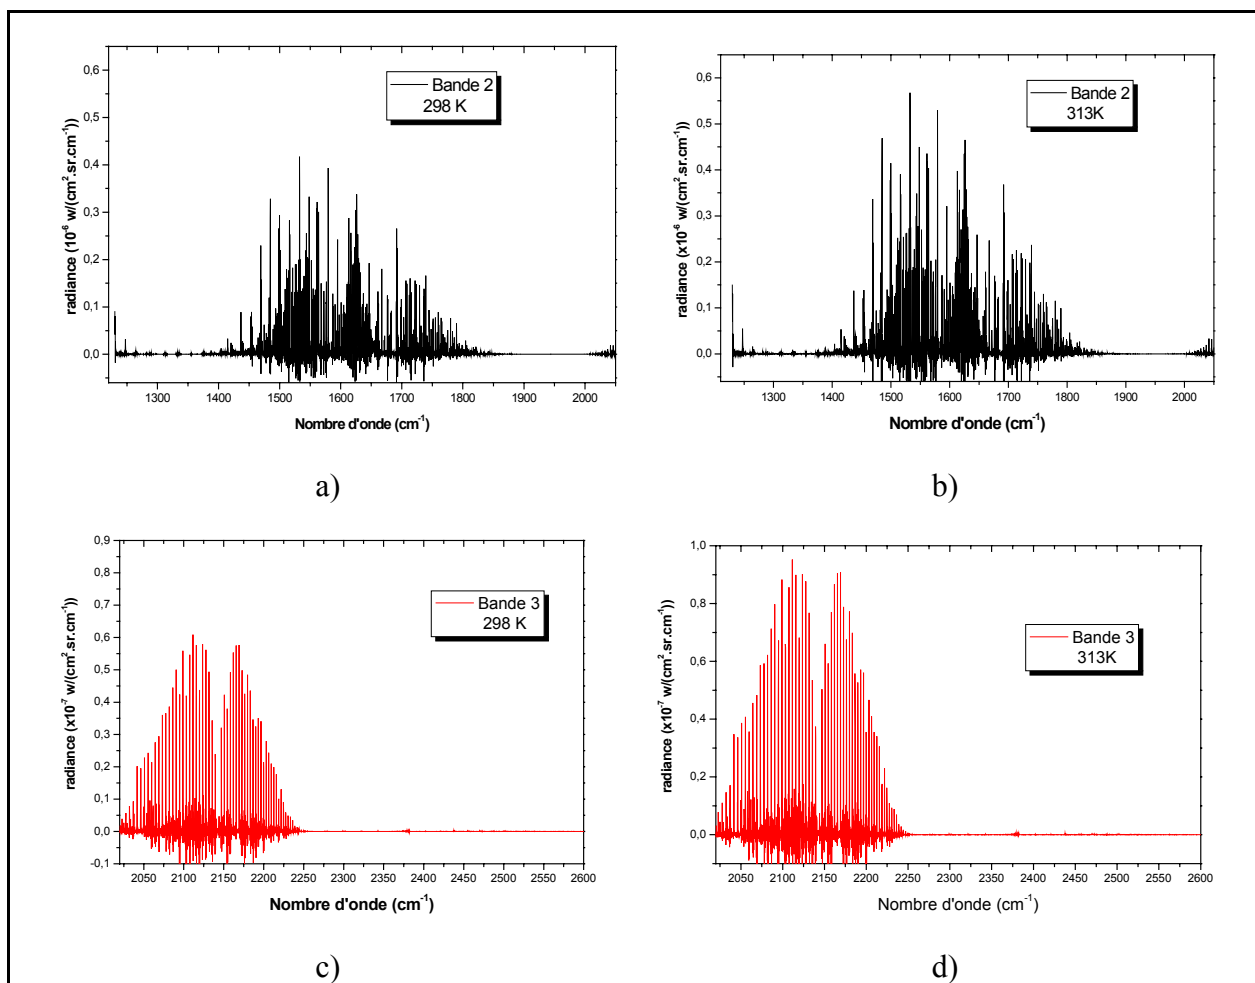 0,6
0,5
0,4
0,3
0,2
0,1
0,0
radiance (10⁻⁶ w/(cm².sr.cm⁻¹))
Bande 2
298 K
1300 1400 1500 1600 1700 1800 1900 2000
Nombre d'onde (cm⁻¹)
a)
0,6
0,5
0,4
0,3
0,2
0,1
0,0
radiance (x10⁻⁶ w/(cm².sr.cm⁻¹))
Bande 2
313K
1300 1400 1500 1600 1700 1800 1900 2000
Nombre d'onde (cm⁻¹)
b)
0,9
0,8
0,7
0,6
0,5
0,4
0,3
0,2
0,1
0,0
-0,1
radiance (x10⁻⁷ w/(cm².sr.cm⁻¹))
Bande 3
298 K
2050 2100 2150 2200 2250 2300 2350 2400 2450 2500 2550 2600
Nombre d'onde (cm⁻¹)
c)
1,0
0,8
0,6
0,4
0,2
0,0
radiance (x10⁻⁷ w/(cm².sr.cm⁻¹))
Bande 3
313K
2050 2100 2150 2200 2250 2300 2350 2400 2450 2500 2550 2600
Nombre d'onde (cm⁻¹)
d)